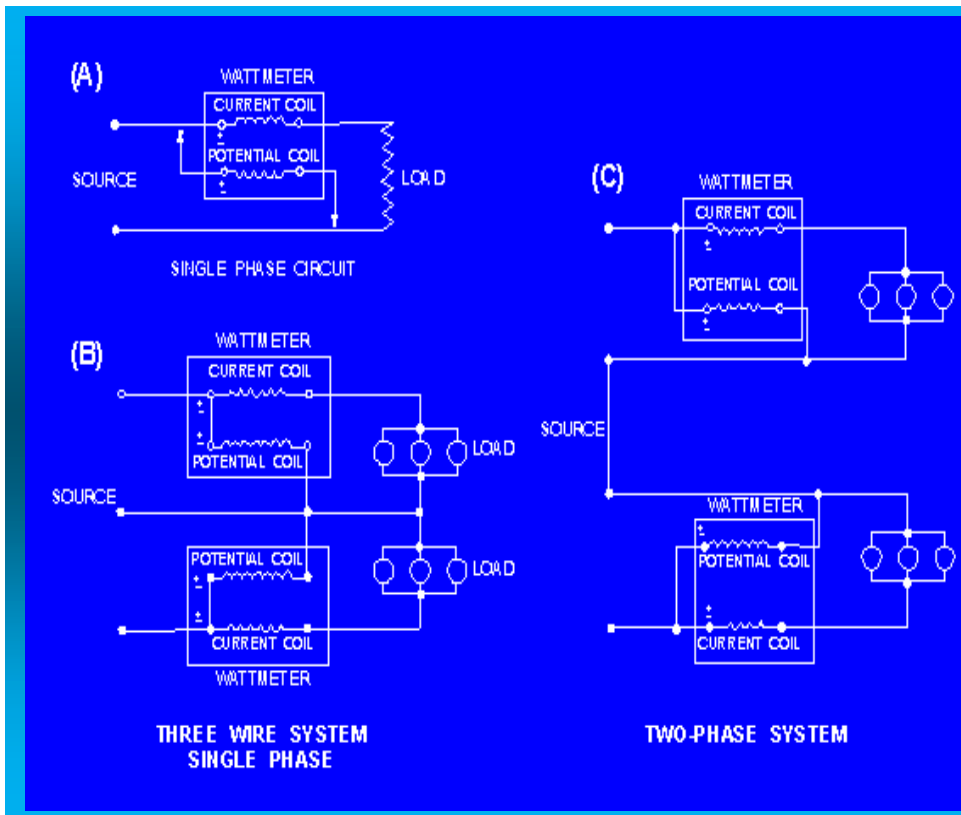 (A)
WATTMETER
CURRENT COIL
±
POTENTIAL COIL
±
SOURCE
LOAD
SINGLE PHASE CIRCUIT
(B)
WATTMETER
CURRENT COIL
±
±
POTENTIAL COIL
LOAD
SOURCE
POTENTIAL COIL
±
±
LOAD
CURRENT COIL
WATTMETER
THREE WIRE SYSTEM
SINGLE PHASE
(C)
WATTMETER
CURRENT COIL
±
POTENTIAL COIL
±
SOURCE
WATTMETER
±
POTENTIAL COIL
±
CURRENT COIL
TWO-PHASE SYSTEM